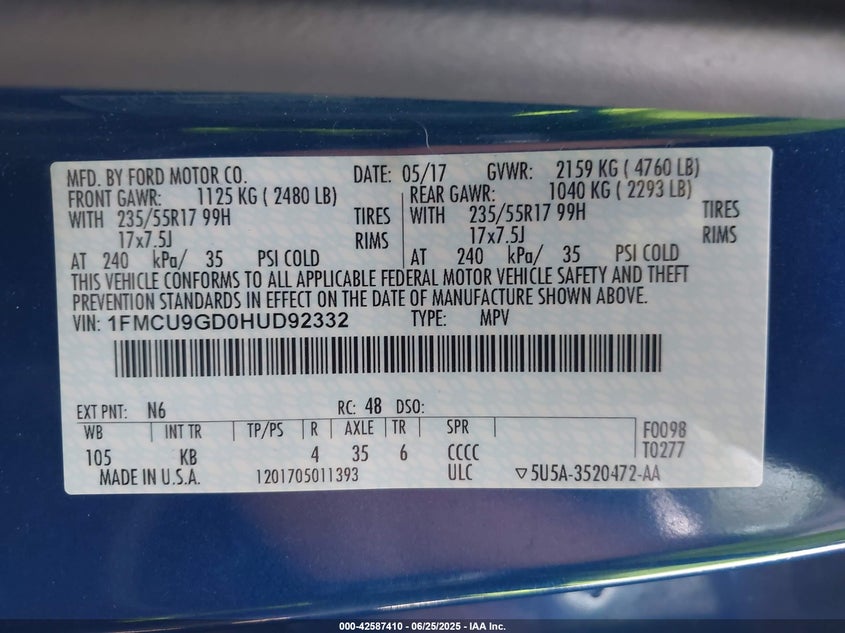 MFD. BY FORD MOTOR CO. DATE: 05/17 GVWR: 2159 KG ( 4760 LB)
FRONT GAWR: 1125 KG ( 2480 LB) REAR GAWR: 1040 KG ( 2293 LB)
WITH 235/55R17 99H TIRES WITH 235/55R17 99H TIRES
17x7.5J RIMS 17x7.5J RIMS
AT 240 kPa/ 35 PSI COLD AT 240 kPa/ 35 PSI COLD
THIS VEHICLE CONFORMS TO ALL APPLICABLE FEDERAL MOTOR VEHICLE SAFETY AND THEFT
PREVENTION STANDARDS IN EFFECT ON THE DATE OF MANUFACTURE SHOWN ABOVE.
VIN: 1FMCU9GD0HUD92332 TYPE: MPV
EXT PNT: N6 RC: 48 DSO:
WB INT TR TP/PS R AXLE TR SPR F0098
105 KB 4 35 6 CCCC T0277
MADE IN U.S.A. 1201705011393 ULC ▽5U5A-3520472-AA
000-42587410 - 06/25/2025 - IAA Inc.